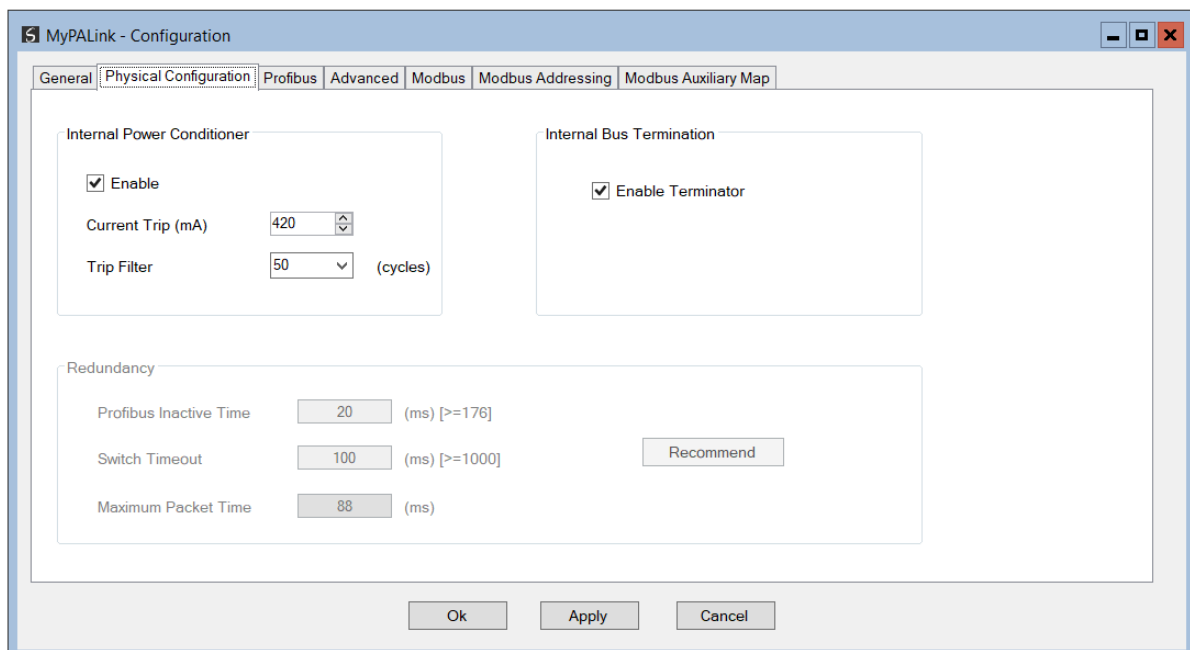 MyPALink - Configuration
General Physical Configuration Profibus Advanced Modbus Modbus Addressing Modbus Auxiliary Map
Internal Power Conditioner
Enable
Current Trip (mA) 420
Trip Filter 50 (cycles)
Internal Bus Termination
Enable Terminator
Redundancy
Profibus Inactive Time 20 (ms) [>=176]
Switch Timeout 100 (ms) [>=1000]
Recommend
Maximum Packet Time 88 (ms)
Ok Apply Cancel